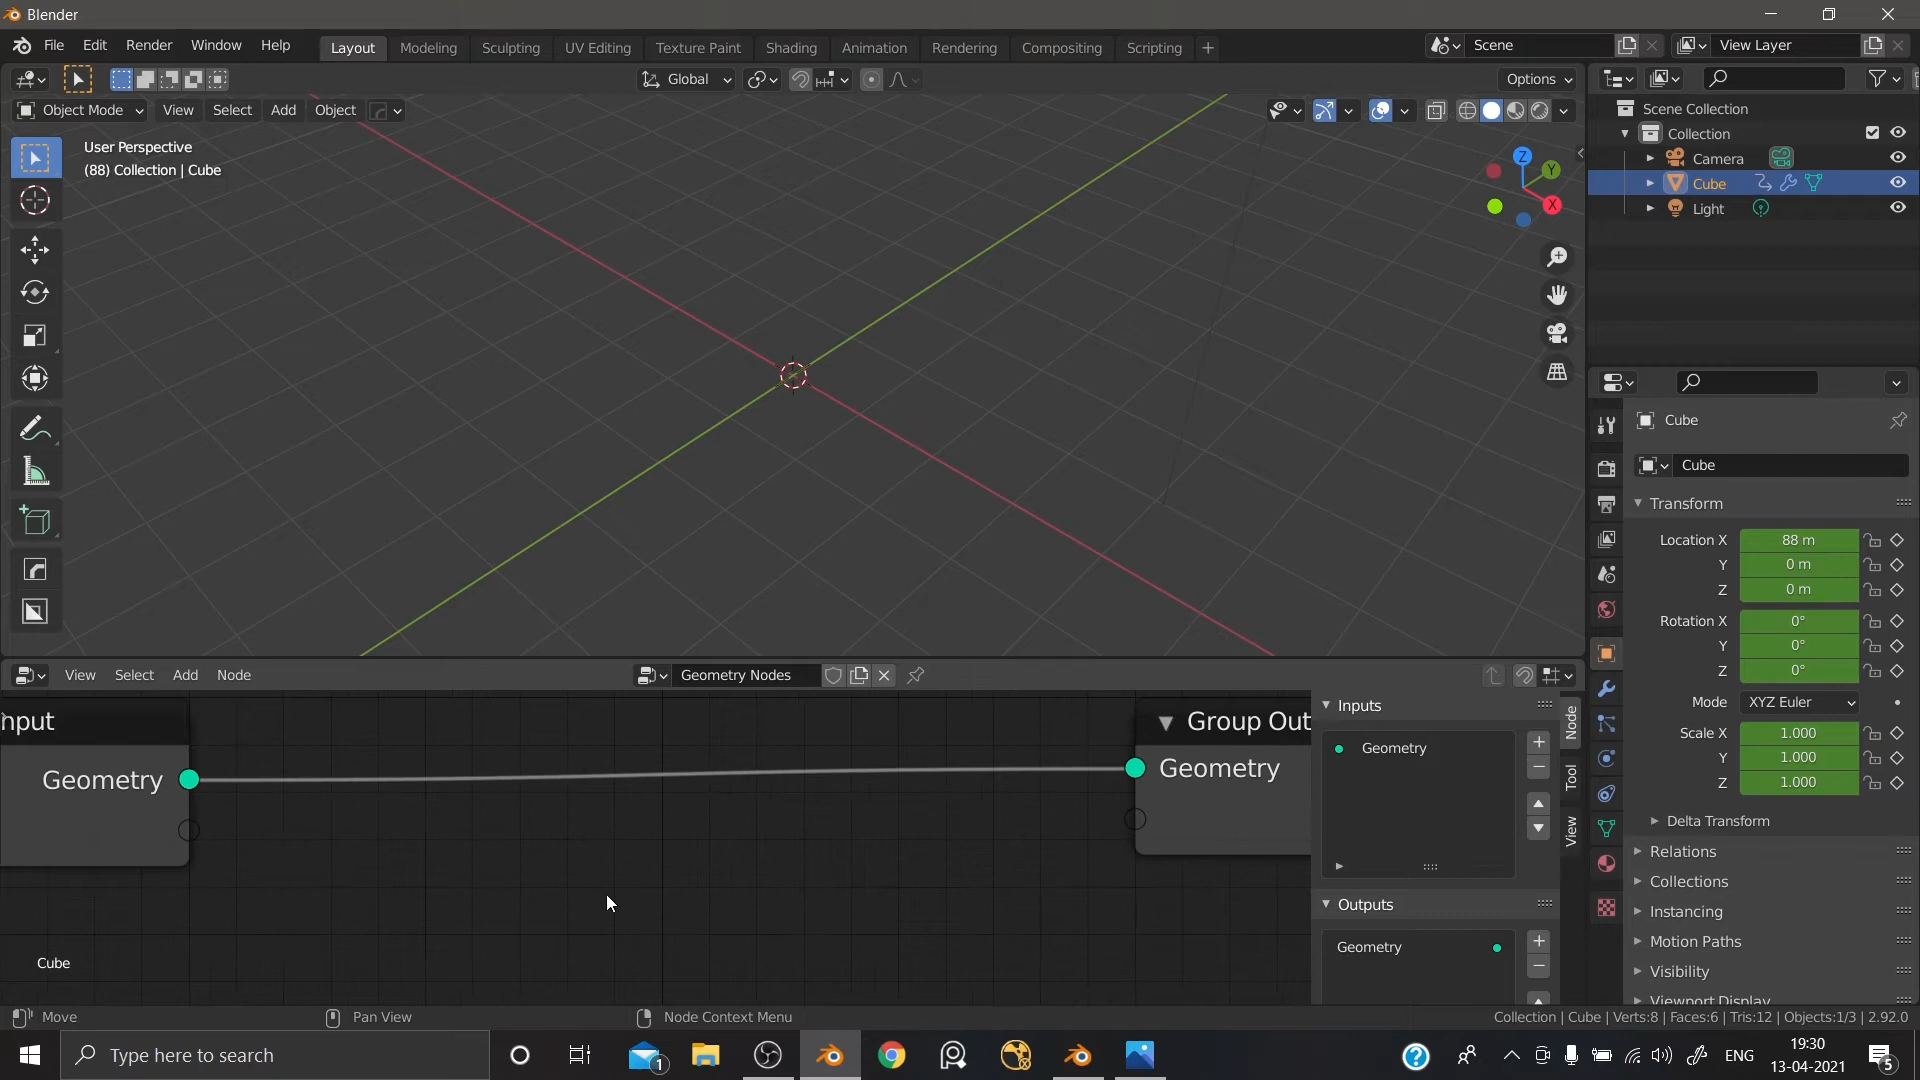 Blender
File Edit Render Window Help Layout Modeling Sculpting UV Editing Texture Paint Shading Animation Rendering Compositing Scripting + Scene View Layer
Global Options
Object Mode View Select Add Object
User Perspective
(88) Collection | Cube
Z Y X
Scene Collection
Collection
Camera
Cube
Light
Cube
Cube
Transform
Location X 88 m
Y 0 m
Z 0 m
Rotation X 0°
Y 0°
Z 0°
Mode XYZ Euler
Scale X 1.000
Y 1.000
Z 1.000
Delta Transform
Relations
Collections
Instancing
Motion Paths
Visibility
Viewport Display
View Select Add Node Geometry Nodes
nput
Geometry
Group Out
Geometry
Inputs
Geometry
Outputs
Geometry
Node
Tool
View
Cube
Move Pan View Node Context Menu Collection | Cube | Verts:8 | Faces:6 | Tris:12 | Objects:1/3 | 2.92.0
Type here to search 1 ENG 19:30
13-04-2021 5